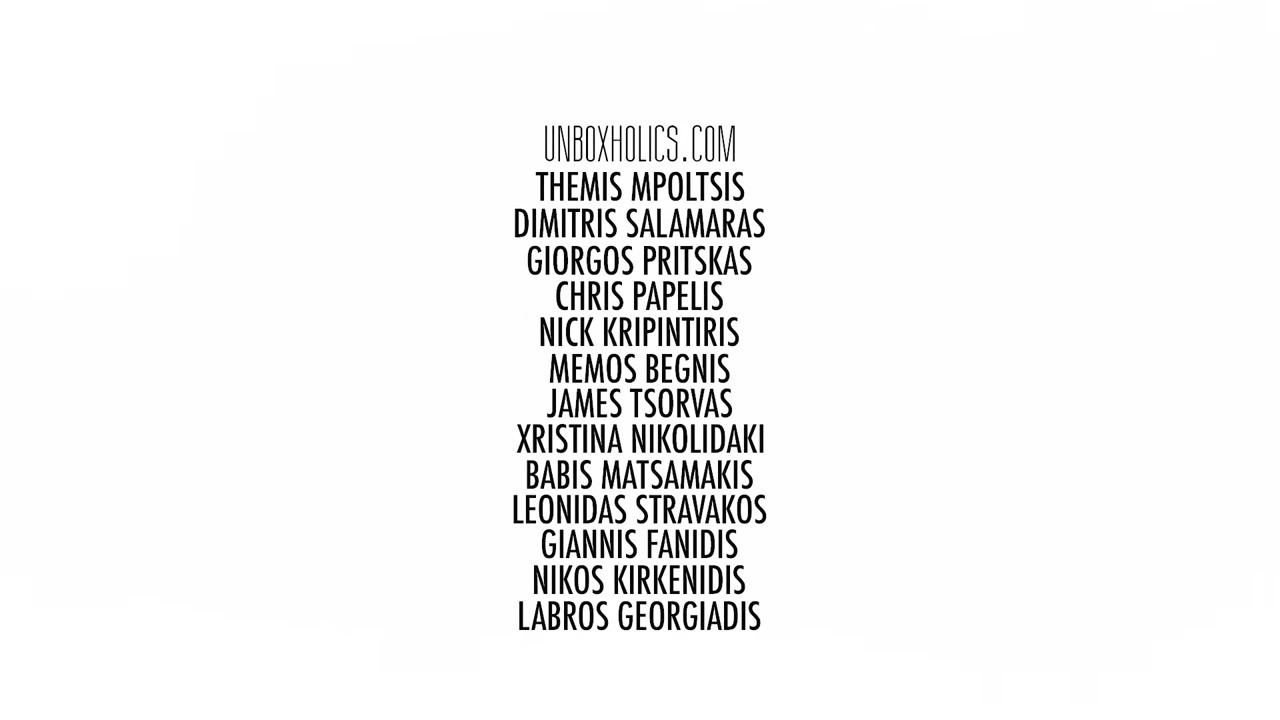 UNBOXHOLICS.COM
THEMIS MPOLTSIS
DIMITRIS SALAMARAS
GIORGOS PRITSKAS
CHRIS PAPELIS
NICK KRIPINTIRIS
MEMOS BEGNIS
JAMES TSORVAS
XRISTINA NIKOLIDAKI
BABIS MATSAMAKIS
LEONIDAS STRAVAKOS
GIANNIS FANIDIS
NIKOS KIRKENIDIS
LABROS GEORGIADIS